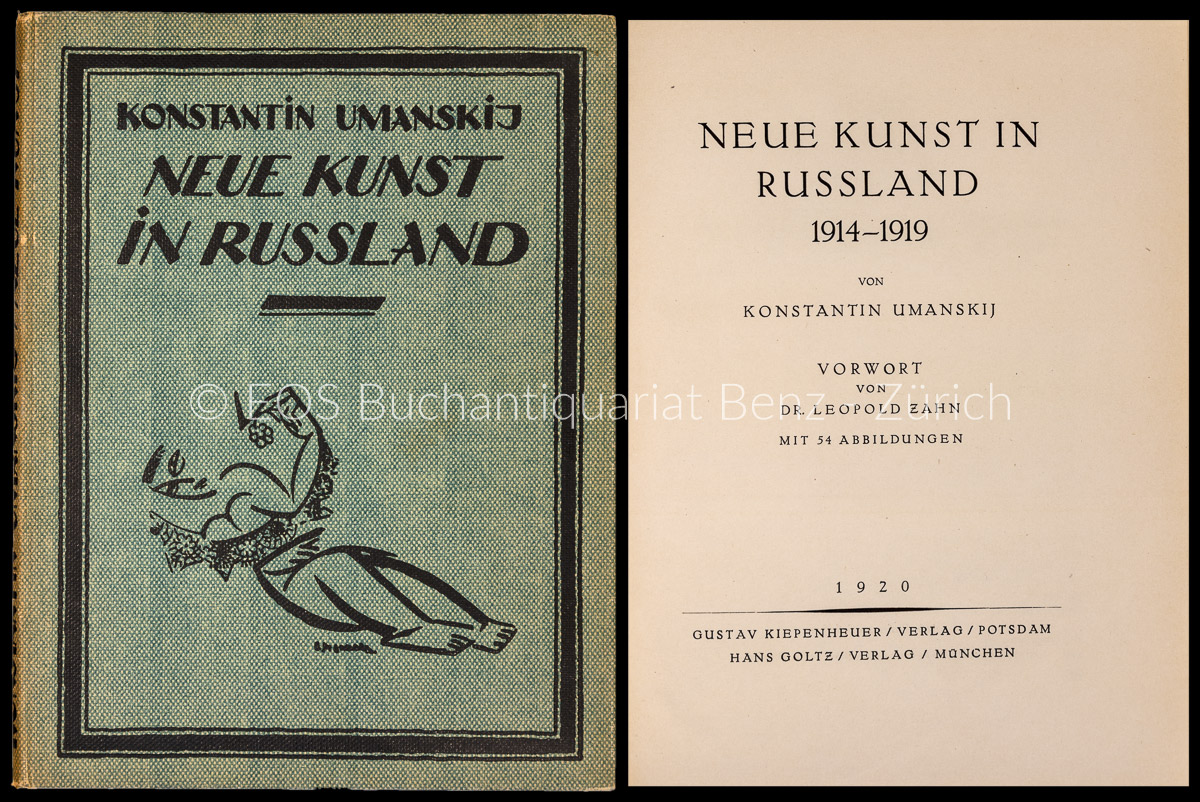 KONSTANTIN UMANSKIJ
NEUE KUNST
IN RUSSLAND
NEUE KUNST IN
RUSSLAND
1914–1919
VON
KONSTANTIN UMANSKIJ
VORWORT
VON
DR. LEOPOLD ZAHN
MIT 54 ABBILDUNGEN
1920
GUSTAV KIEPENHEUER / VERLAG / POTSDAM
HANS GOLTZ / VERLAG / MÜNCHEN
© EOS Buchantiquariat Benz – Zürich